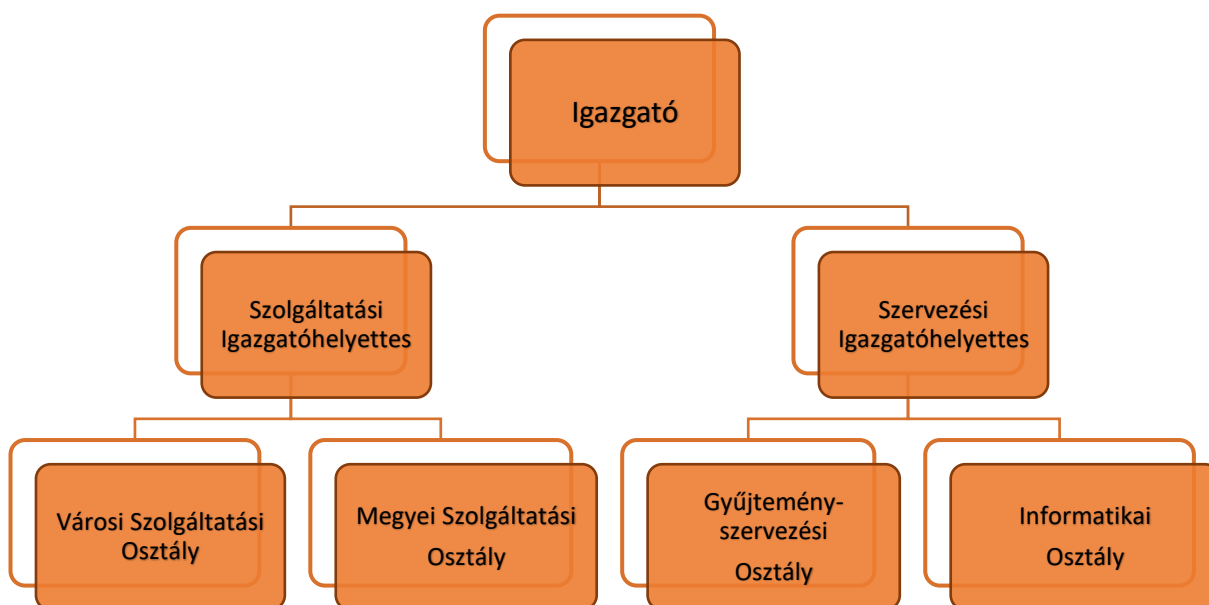 Igazgató
Szolgáltatási
Igazgatóhelyettes
Szervezési
Igazgatóhelyettes
Városi Szolgáltatási
Osztály
Megyei Szolgáltatási
Osztály
Gyűjtemény-
szervezési
Osztály
Informatikai
Osztály